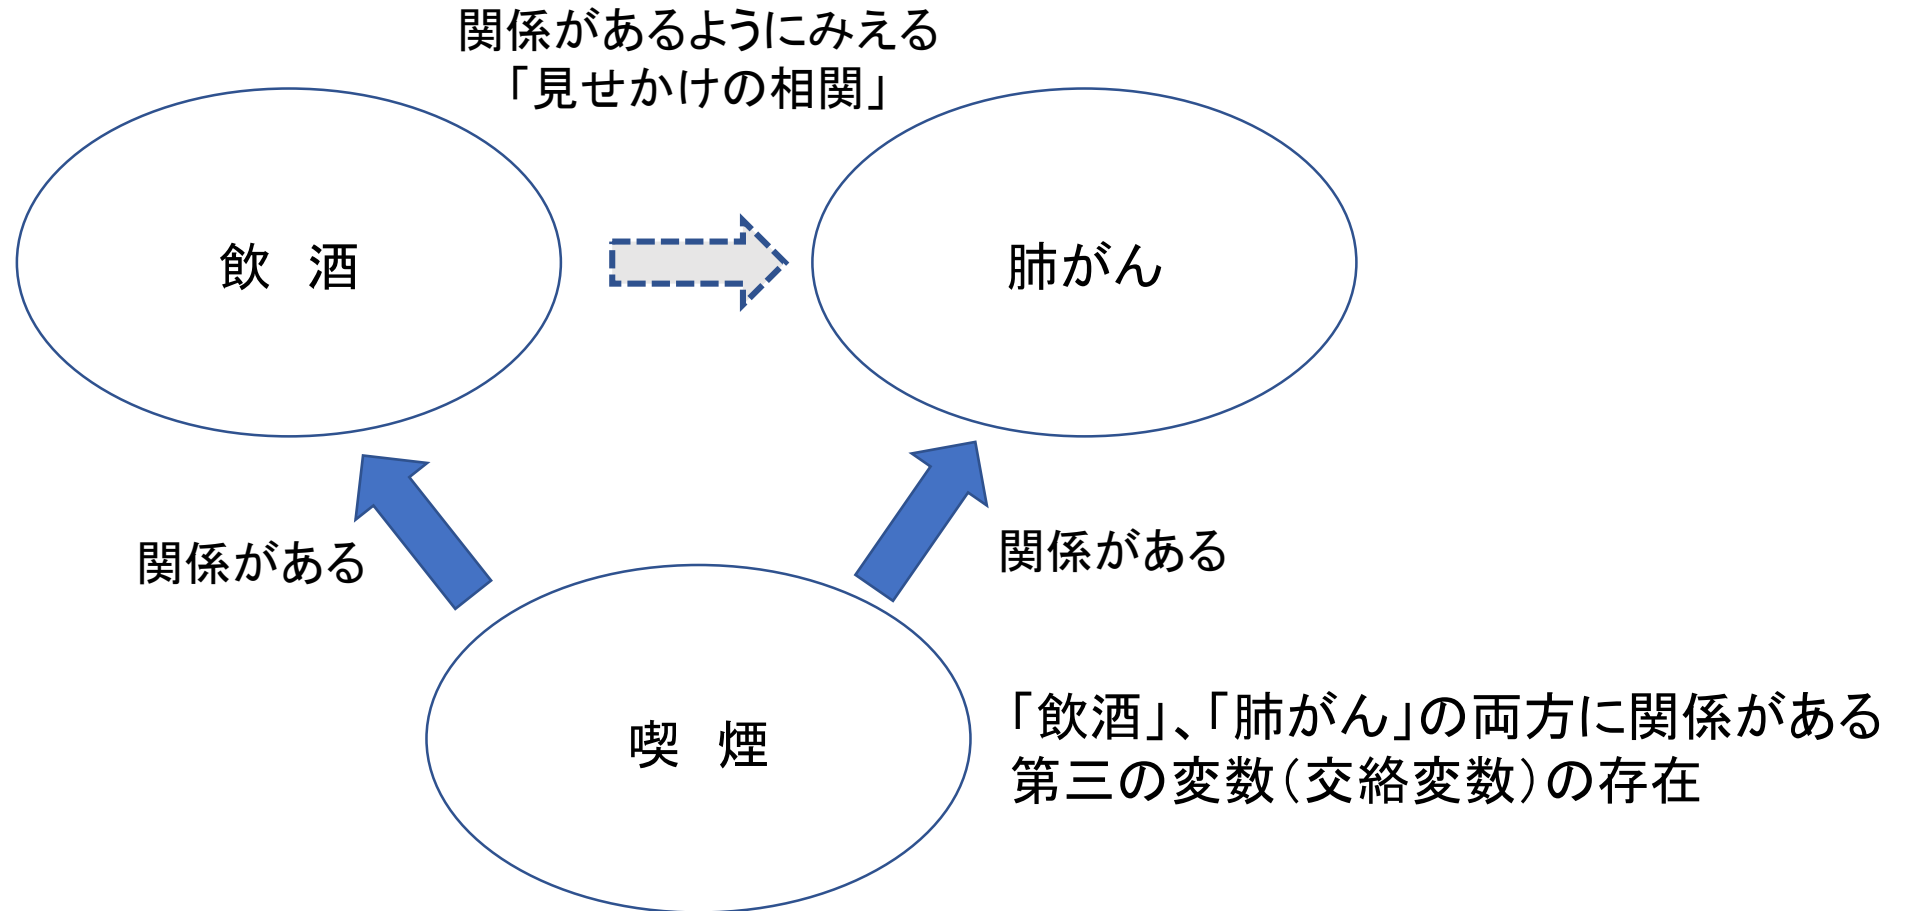 関係があるようにみえる
「見せかけの相関」
飲　酒
肺がん
関係がある
関係がある
喫　煙
「飲酒」、「肺がん」の両方に関係がある
第三の変数（交絡変数）の存在